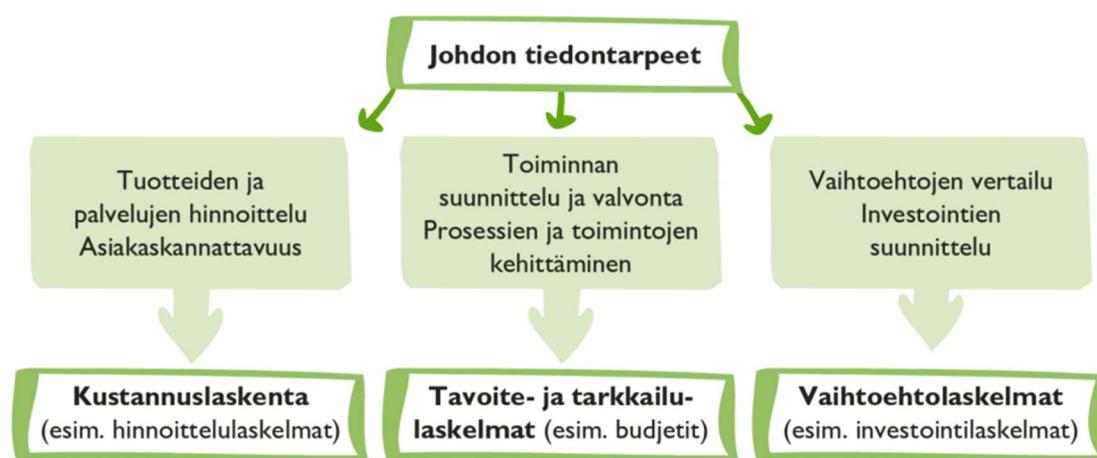 Johdon tiedontarpeet
Tuotteiden ja
palvelujen hinnoittelu
Asiakaskannattavuus
Toiminnan
suunnittelu ja valvonta
Prosessien ja toimintojen
kehittäminen
Vaihtoehtojen vertailu
Investointien
suunnittelu
Kustannuslaskenta
(esim. hinnoittelulaskelmat)
Tavoite- ja tarkkailu-
laskelmat (esim. budjetit)
Vaihtoehtolaskelmat
(esim. investointilaskelmat)